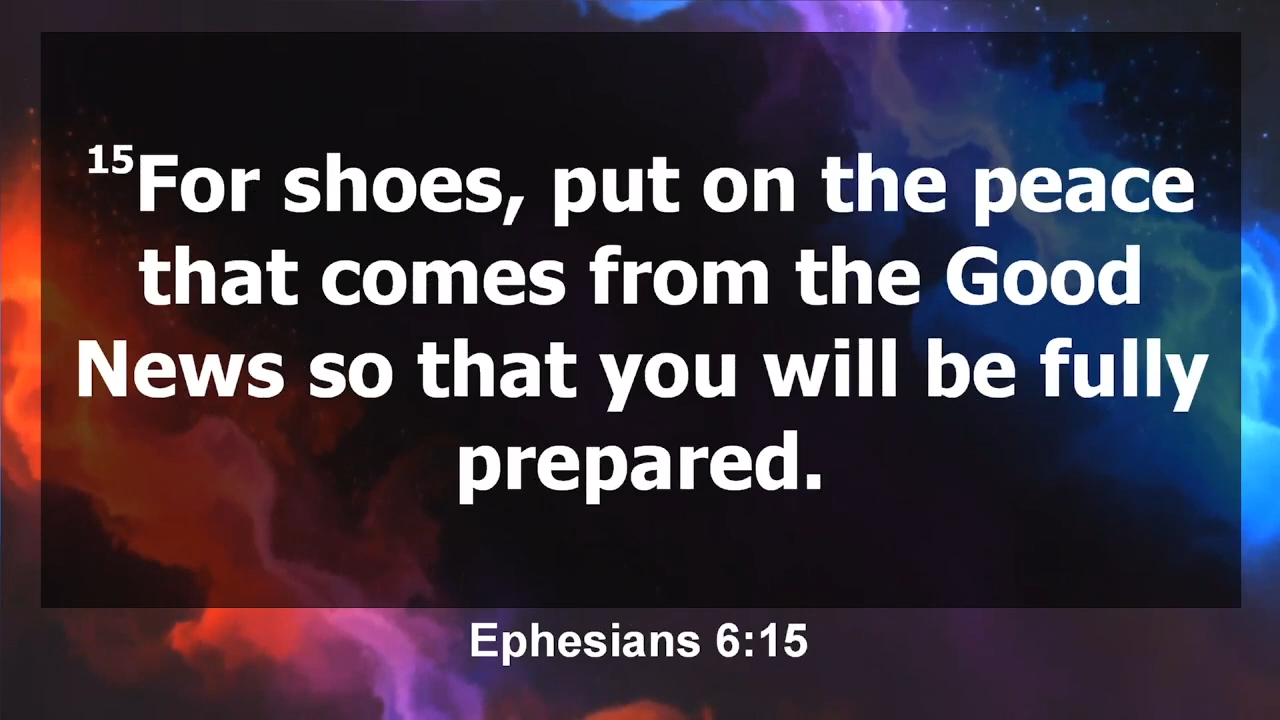 15For shoes, put on the peace
that comes from the Good
News so that you will be fully
prepared.
Ephesians 6:15